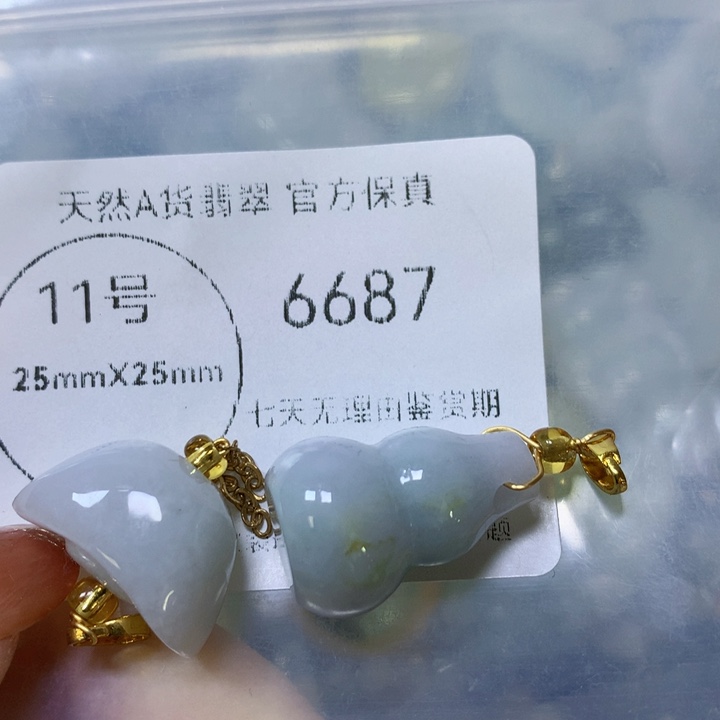 天然A货翡翠 官方保真
11号
6687
25mmX25mm
七天无理由鉴赏期
题